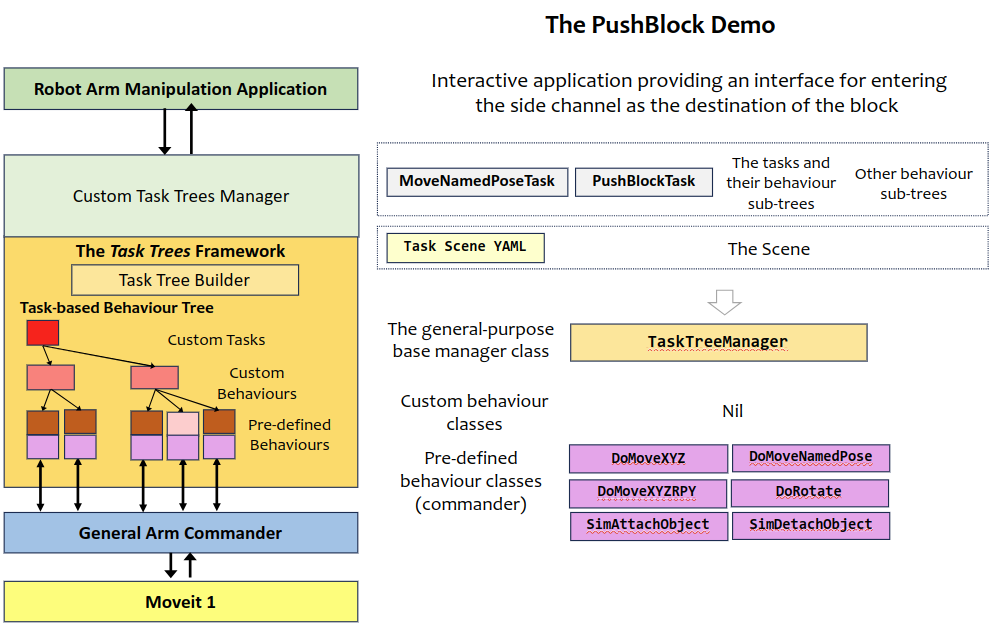 The PushBlock Demo
Interactive application providing an interface for entering
the side channel as the destination of the block
Robot Arm Manipulation Application
Custom Task Trees Manager
The Task Trees Framework
Task Tree Builder
Task-based Behaviour Tree
Custom Tasks
Custom
Behaviours
Pre-defined
Behaviours
General Arm Commander
Moveit 1
MoveNamedPoseTask
PushBlockTask
The tasks and
their behaviour
sub-trees
Other behaviour
sub-trees
Task Scene YAML
The Scene
The general-purpose
base manager class
TaskTreeManager
Custom behaviour
classes
Nil
Pre-defined
behaviour classes
(commander)
DoMoveXYZ
DoMoveNamedPose
DoMoveXYZRPY
DoRotate
SimAttachObject
SimDetachObject